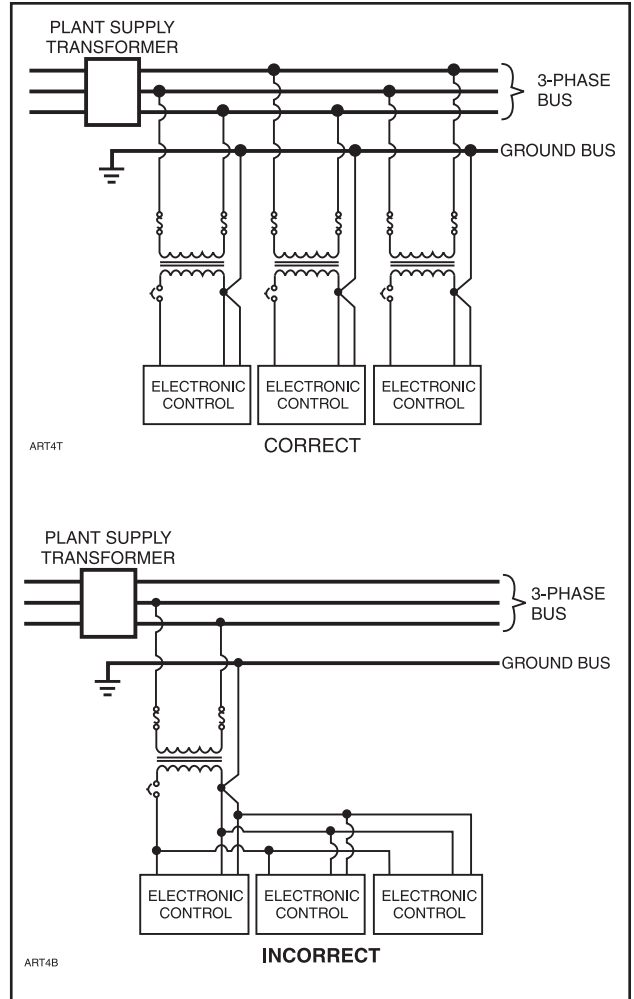 PLANT SUPPLY
TRANSFORMER
3-PHASE
BUS
GROUND BUS
ELECTRONIC
CONTROL
ELECTRONIC
CONTROL
ELECTRONIC
CONTROL
ART4T
CORRECT
PLANT SUPPLY
TRANSFORMER
3-PHASE
BUS
GROUND BUS
ELECTRONIC
CONTROL
ELECTRONIC
CONTROL
ELECTRONIC
CONTROL
ART4B
INCORRECT